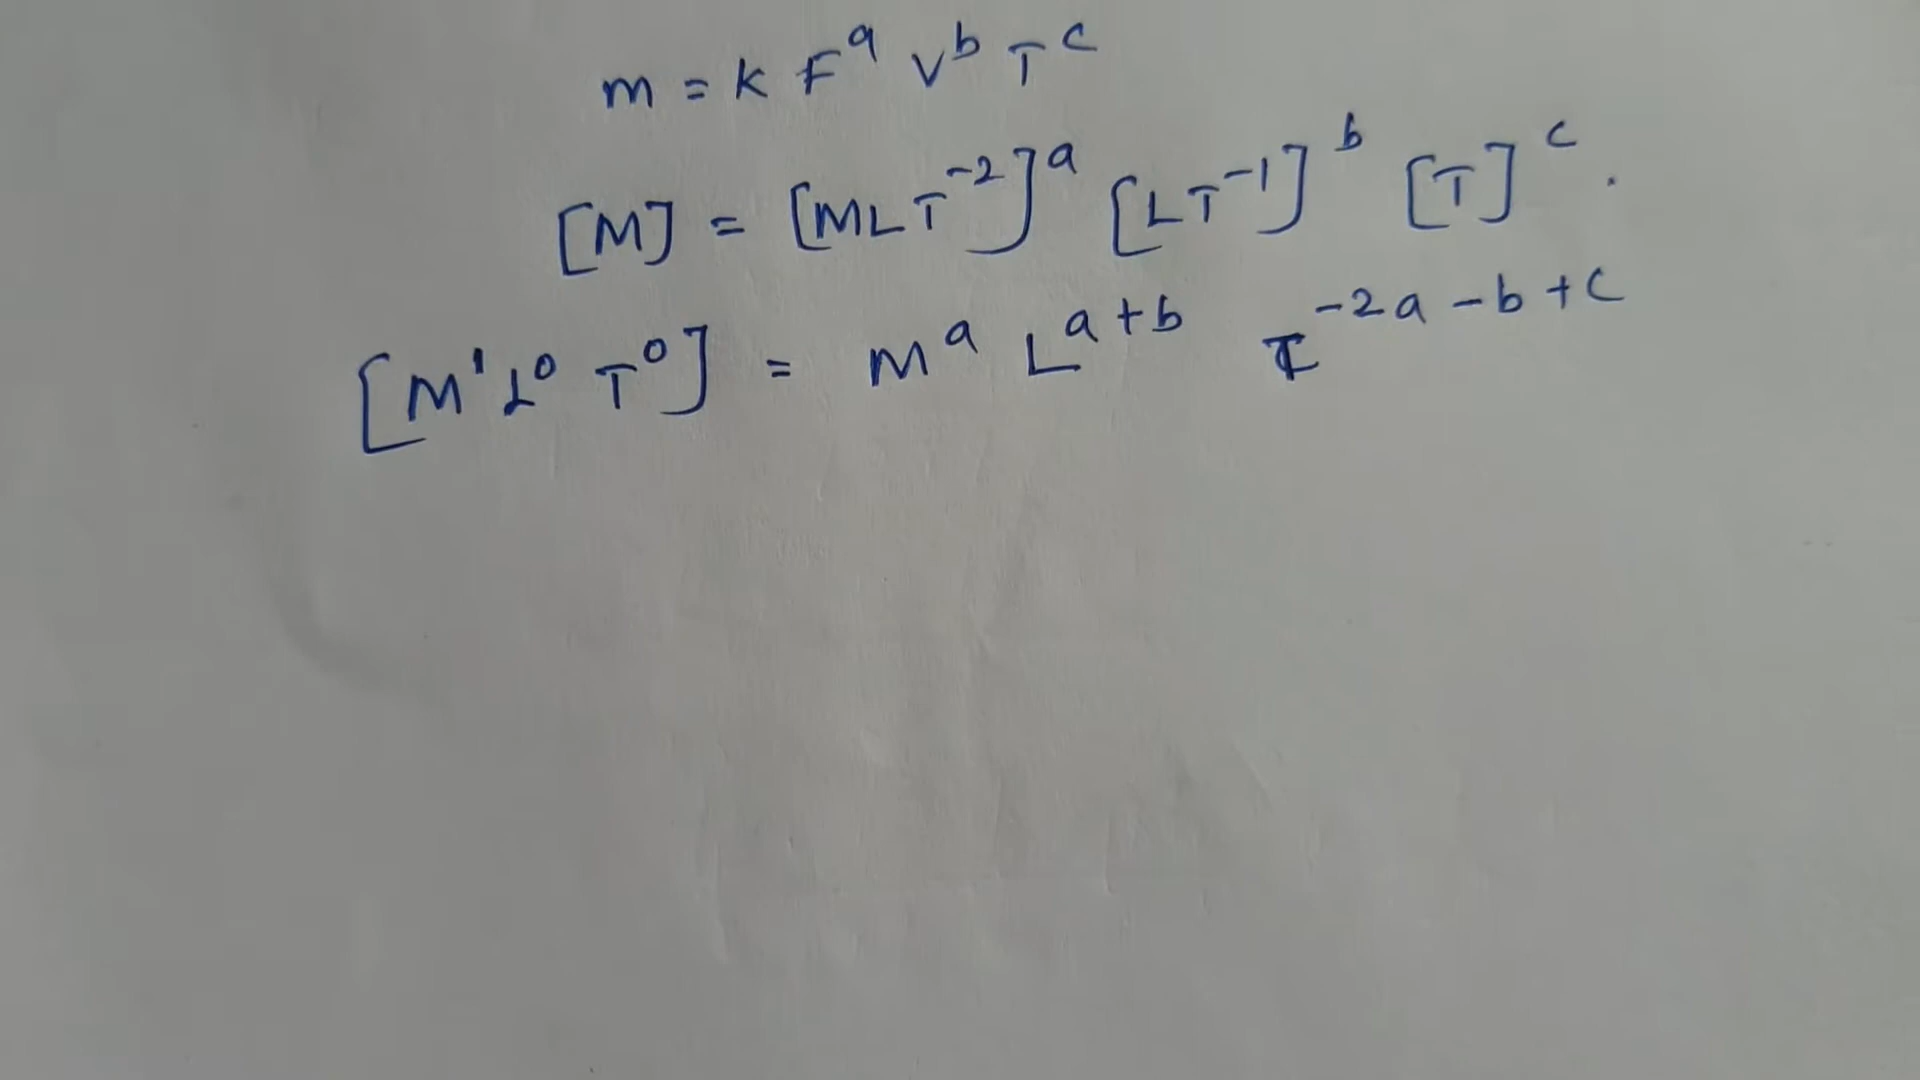 m = k F^a V^b T^c
[M] = [MLT^-2]^a [LT^-1]^b [T]^c .
[M^1 L^0 T^0] = M^a L^a+b T^-2a-b+c